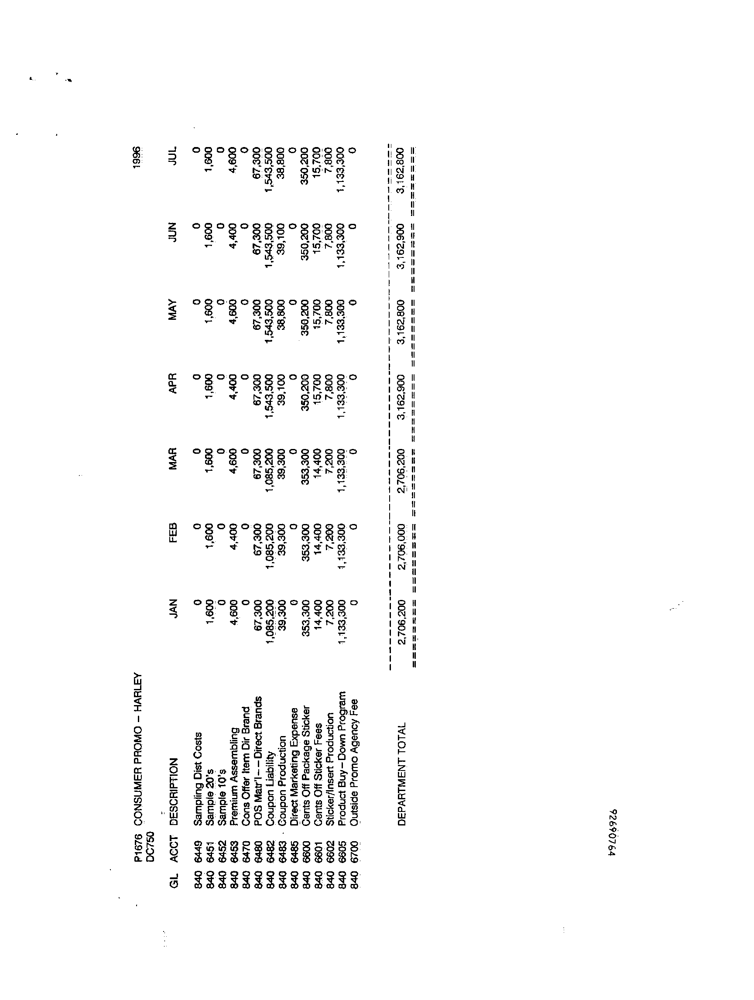 P1676 CONSUMER PROMO – HARLEY 1996
DC750
GL ACCT DESCRIPTION JAN FEB MAR APR MAY JUN JUL
840 6449 Sampling Dist Costs 0 0 0 0 0 0 0
840 6451 Sample 20's 1,600 1,600 1,600 1,600 1,600 1,600 1,600
840 6452 Sample 10's 0 0 0 0 0 0 0
840 6453 Premium Assembling 4,600 4,400 4,600 4,400 4,600 4,400 4,600
840 6470 Cons Offer Item Dir Brand 0 0 0 0 0 0 0
840 6480 POS Matr'l––Direct Brands 67,300 67,300 67,300 67,300 67,300 67,300 67,300
840 6482 Coupon Liability 1,085,200 1,085,200 1,085,200 1,543,500 1,543,500 1,543,500 1,543,500
840 6483 Coupon Production 39,300 39,300 39,300 39,100 38,800 39,100 38,800
840 6485 Direct Marketing Expense 0 0 0 0 0 0 0
840 6600 Cents Off Package Sticker 353,300 353,300 353,300 350,200 350,200 350,200 350,200
840 6601 Cents Off Sticker Fees 14,400 14,400 14,400 15,700 15,700 15,700 15,700
840 6602 Sticker/Insert Production 7,200 7,200 7,200 7,800 7,800 7,800 7,800
840 6605 Product Buy–Down Program 1,133,300 1,133,300 1,133,300 1,133,300 1,133,300 1,133,300 1,133,300
840 6700 Outside Promo Agency Fee 0 0 0 0 0 0 0
DEPARTMENT TOTAL 2,706,200 2,706,000 2,706,200 3,162,900 3,162,800 3,162,900 3,162,800
92690764